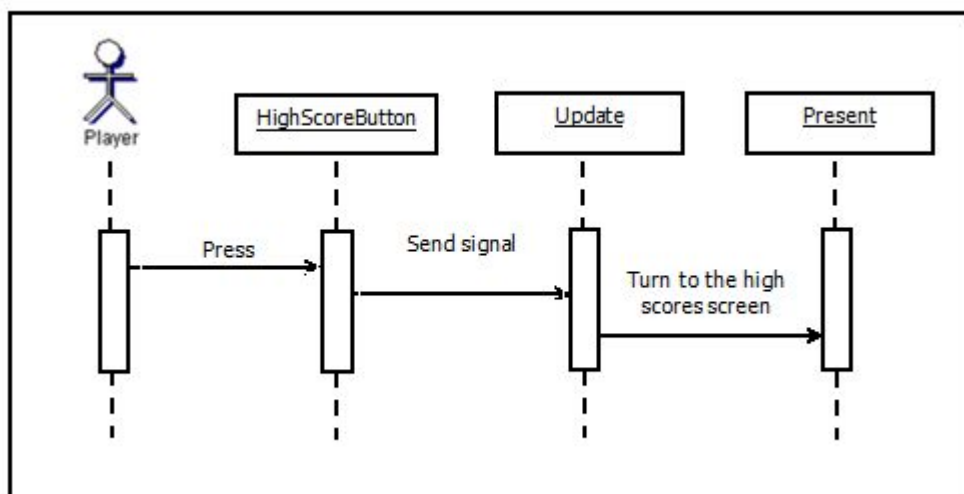 Player
HighScoreButton
Update
Present
Press
Send signal
Turn to the high
scores screen